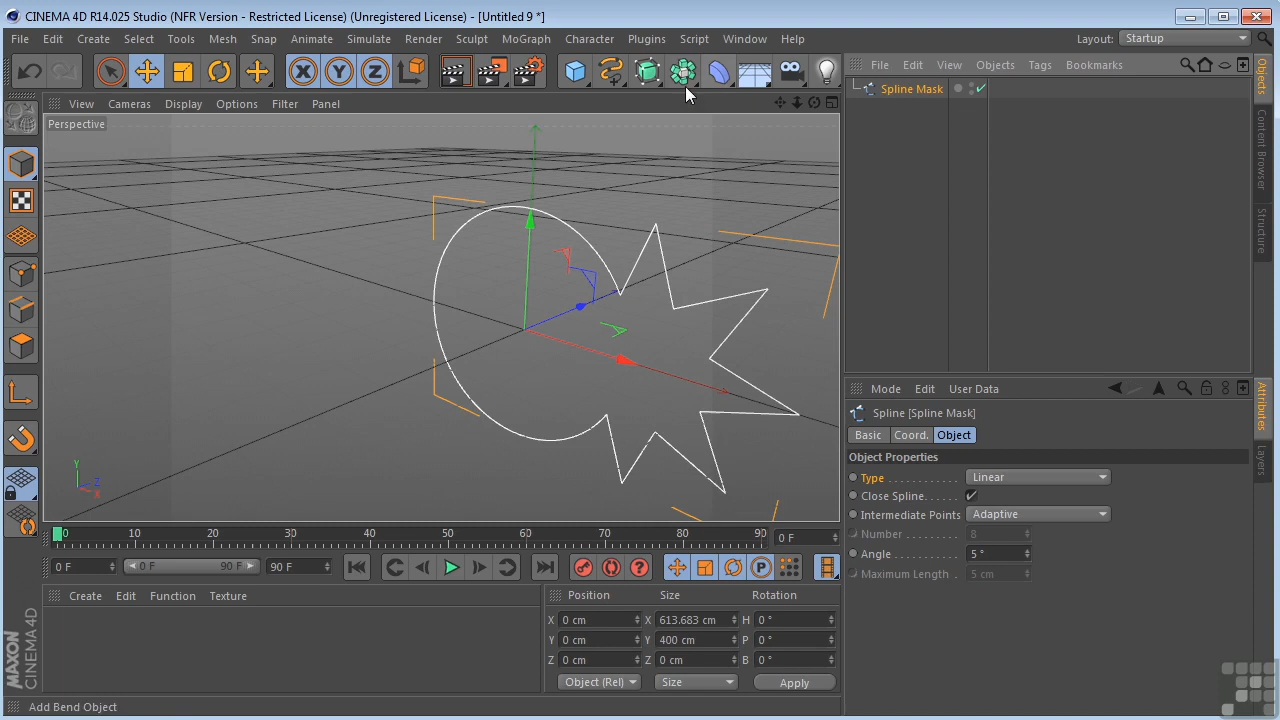 CINEMA 4D R14.025 Studio (NFR Version - Restricted License) (Unregistered License) - [Untitled 9 *]
File Edit Create Select Tools Mesh Snap Animate Simulate Render Sculpt MoGraph Character Plugins Script Window Help
Layout: Startup
X Y Z
File Edit View Objects Tags Bookmarks
Spline Mask
View Cameras Display Options Filter Panel
Perspective
Y
Z
X
Objects
Content Browser
Structure
Mode Edit User Data
Spline [Spline Mask]
Basic Coord. Object
Object Properties
Type Linear
Close Spline
Intermediate Points Adaptive
Number 8
Angle 5 °
Maximum Length 5 cm
Attributes
Layers
0 10 20 30 40 50 60 70 80 90 0 F
0 F 0 F 90 F 90 F
P
Create Edit Function Texture
Position Size Rotation
X 0 cm X 613.683 cm H 0 °
Y 0 cm Y 400 cm P 0 °
Z 0 cm Z 0 cm B 0 °
Object (Rel) Size Apply
MAXON
CINEMA 4D
Add Bend Object